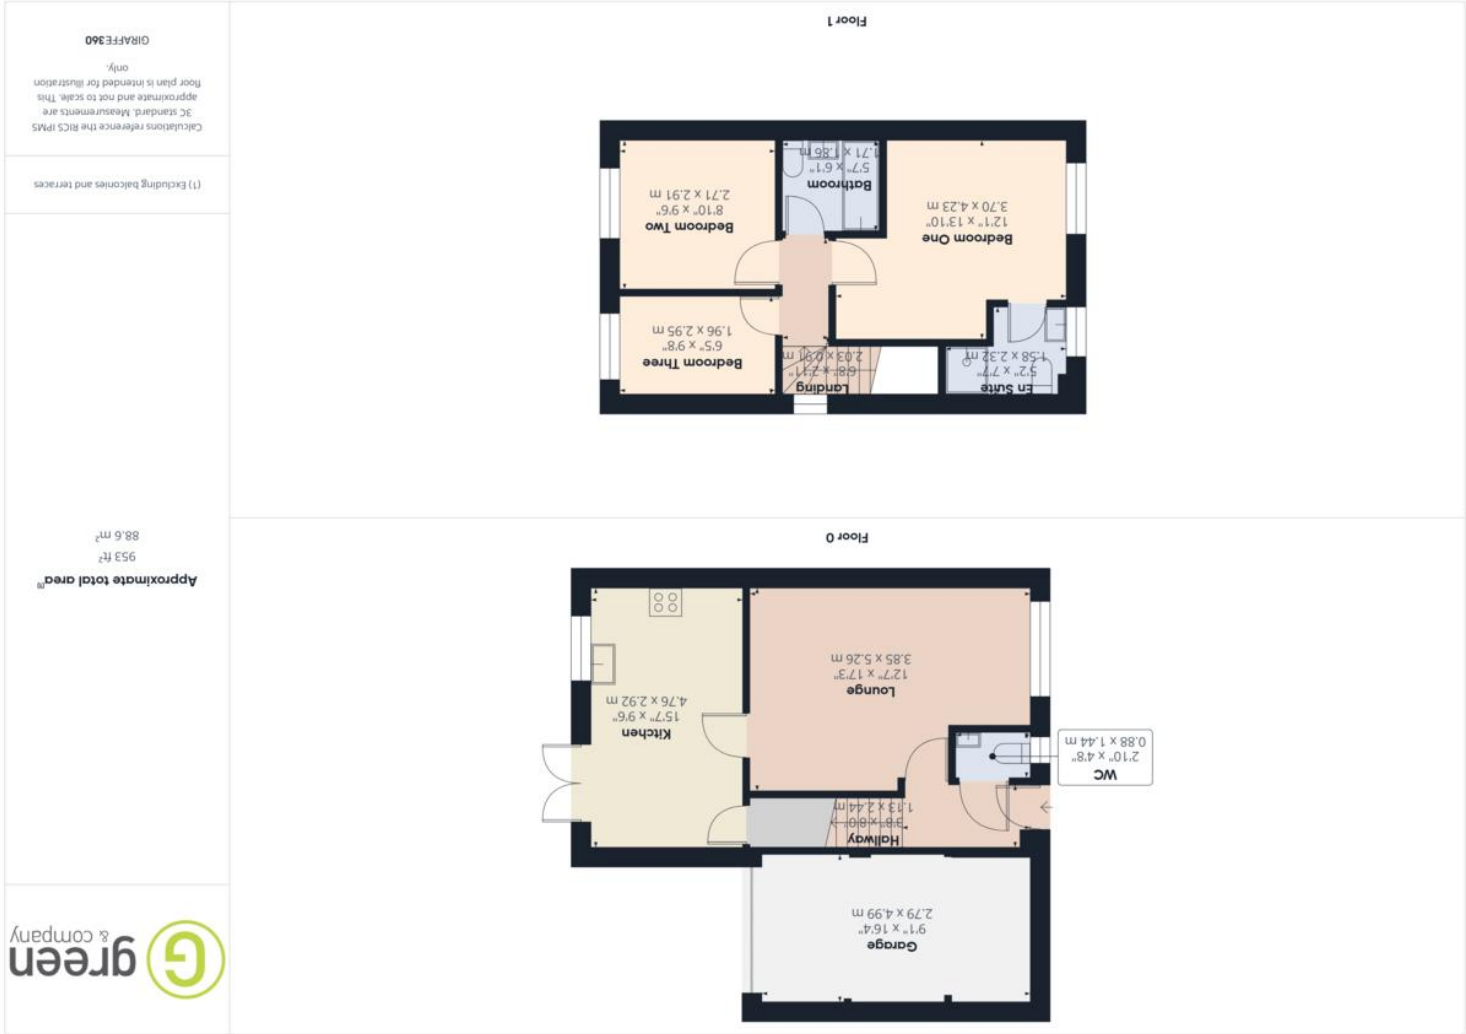 green
& company
Approximate total area⁽¹⁾
953 ft²
88.6 m²
(1) Excluding balconies and terraces
Calculations reference the RICS IPMS
3C standard. Measurements are
approximate and not to scale. This
floor plan is intended for illustration
only.
GIRAFFE360
Garage
9'1" x 16'4"
2.79 x 4.99 m
Hallway
3'8" x 8'0"
1.13 x 2.44 m
WC
2'10" x 4'8"
0.88 x 1.44 m
Kitchen
15'7" x 9'6"
4.76 x 2.92 m
Lounge
12'7" x 17'3"
3.85 x 5.26 m
Floor 0
En Suite
5'2" x 7'7"
1.58 x 2.32 m
Landing
6'8" x 2'11"
2.03 x 0.91 m
Bedroom Three
6'5" x 9'8"
1.96 x 2.95 m
Bedroom One
12'1" x 13'10"
3.70 x 4.23 m
Bedroom Two
8'10" x 9'6"
2.71 x 2.91 m
Bathroom
5'7" x 6'1"
1.71 x 1.86 m
Floor 1